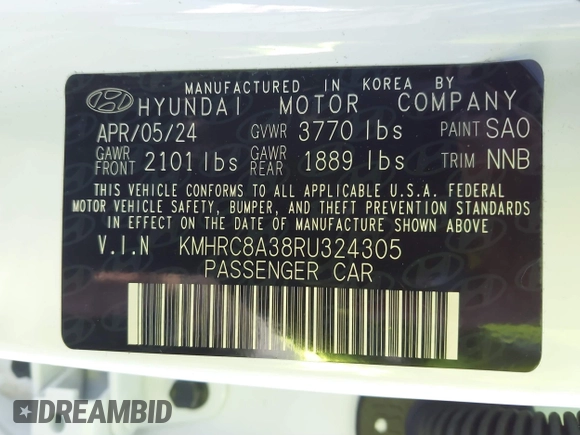 MANUFACTURED IN KOREA BY
HYUNDAI MOTOR COMPANY
APR/05/24 GVWR 3770 lbs PAINT SAO
GAWR FRONT 2101 lbs GAWR REAR 1889 lbs TRIM NNB
THIS VEHICLE CONFORMS TO ALL APPLICABLE U.S.A. FEDERAL
MOTOR VEHICLE SAFETY, BUMPER, AND THEFT PREVENTION STANDARDS
IN EFFECT ON THE DATE OF MANUFACTURE SHOWN ABOVE
V.I.N KMHRC8A38RU324305
PASSENGER CAR
DREAMBID